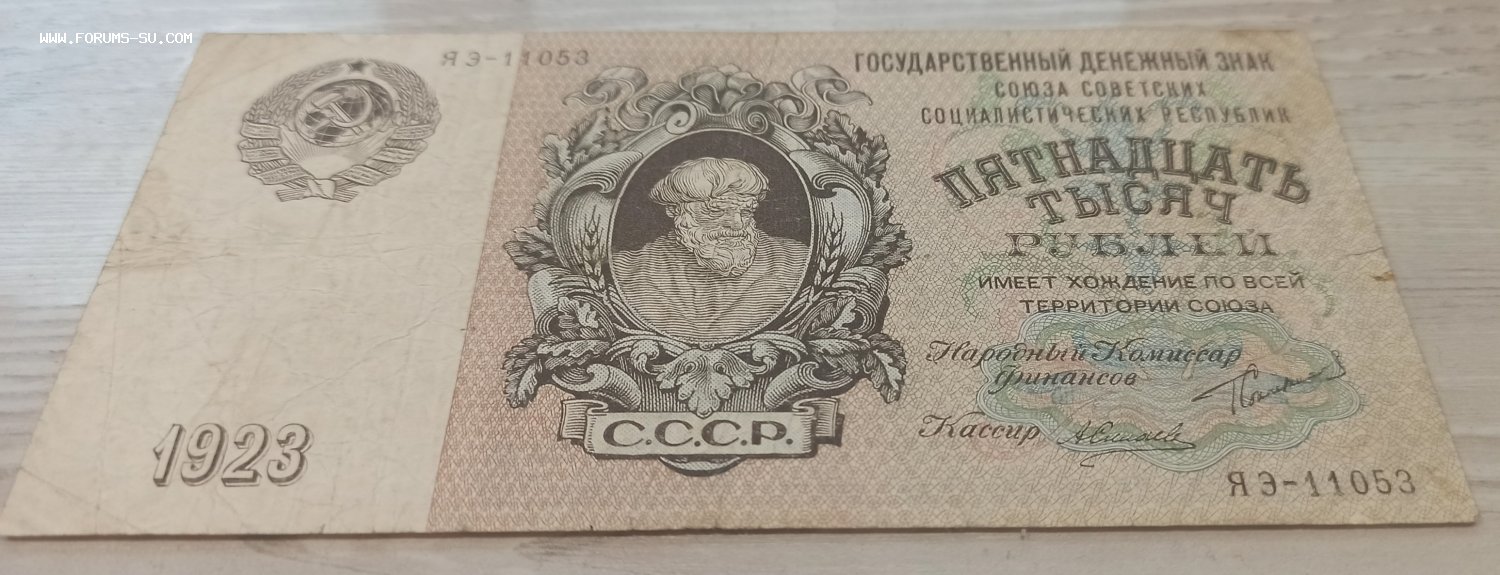 WWW.FORUMS-SU.COM
ЯЭ-11053
ГОСУДАРСТВЕННЫЙ ДЕНЕЖНЫЙ ЗНАК
СОЮЗА СОВЕТСКИХ
СОЦИАЛИСТИЧЕСКИХ РЕСПУБЛИК
ПЯТНАДЦАТЬ
ТЫСЯЧ
РУБЛЕЙ
ИМЕЕТ ХОЖДЕНИЕ ПО ВСЕЙ
ТЕРРИТОРИИ СОЮЗА
Народный Комиссар
финансов
Кассир
С.С.С.Р.
1923
ЯЭ-11053